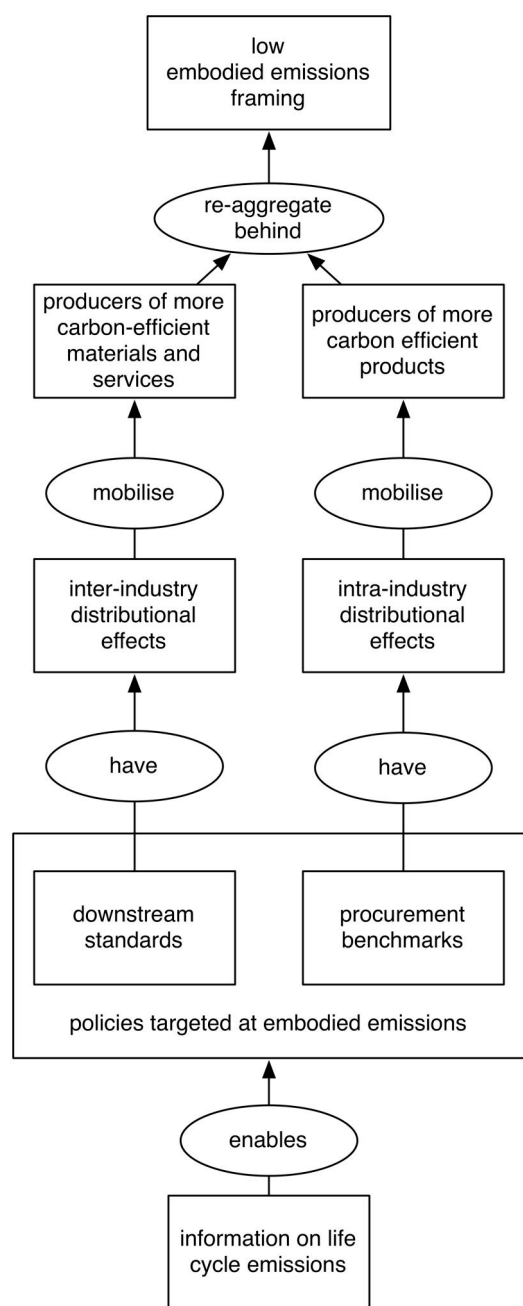 low
embodied emissions
framing
re-aggregate
behind
producers of more
carbon-efficient
materials and
services
producers of more
carbon efficient
products
mobilise
mobilise
inter-industry
distributional
effects
intra-industry
distributional
effects
have
have
downstream
standards
procurement
benchmarks
policies targeted at embodied emissions
enables
information on life
cycle emissions